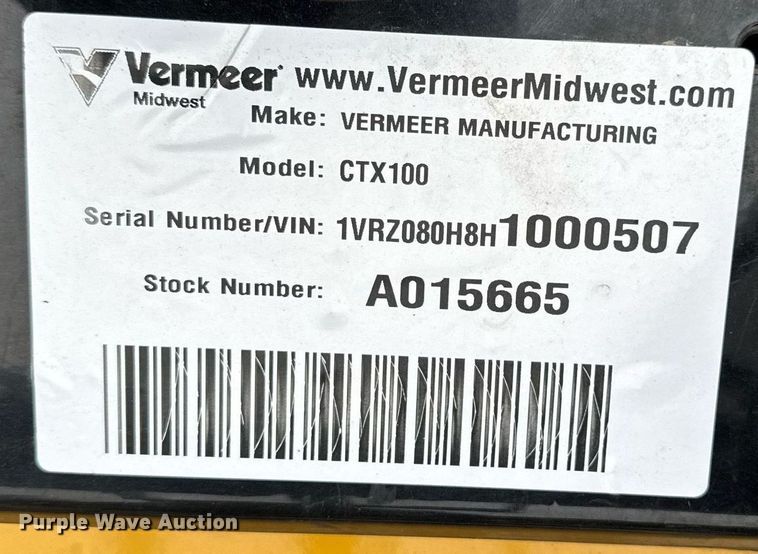 Vermeer® www.VermeerMidwest.com
Midwest
Make: VERMEER MANUFACTURING
Model: CTX100
Serial Number/VIN: 1VRZ080H8H1000507
Stock Number: A015665
Purple Wave Auction